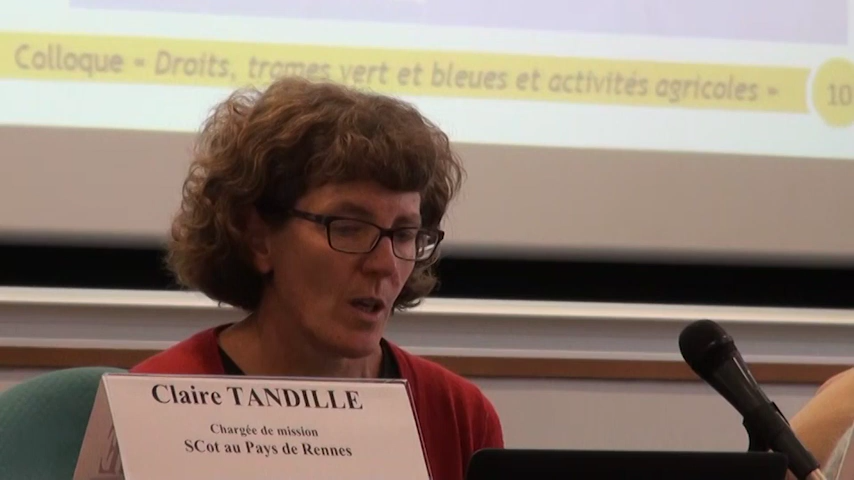 Colloque « Droits, trames vert et bleues et activités agricoles »
10
Claire TANDILLE
Chargée de mission
SCot au Pays de Rennes